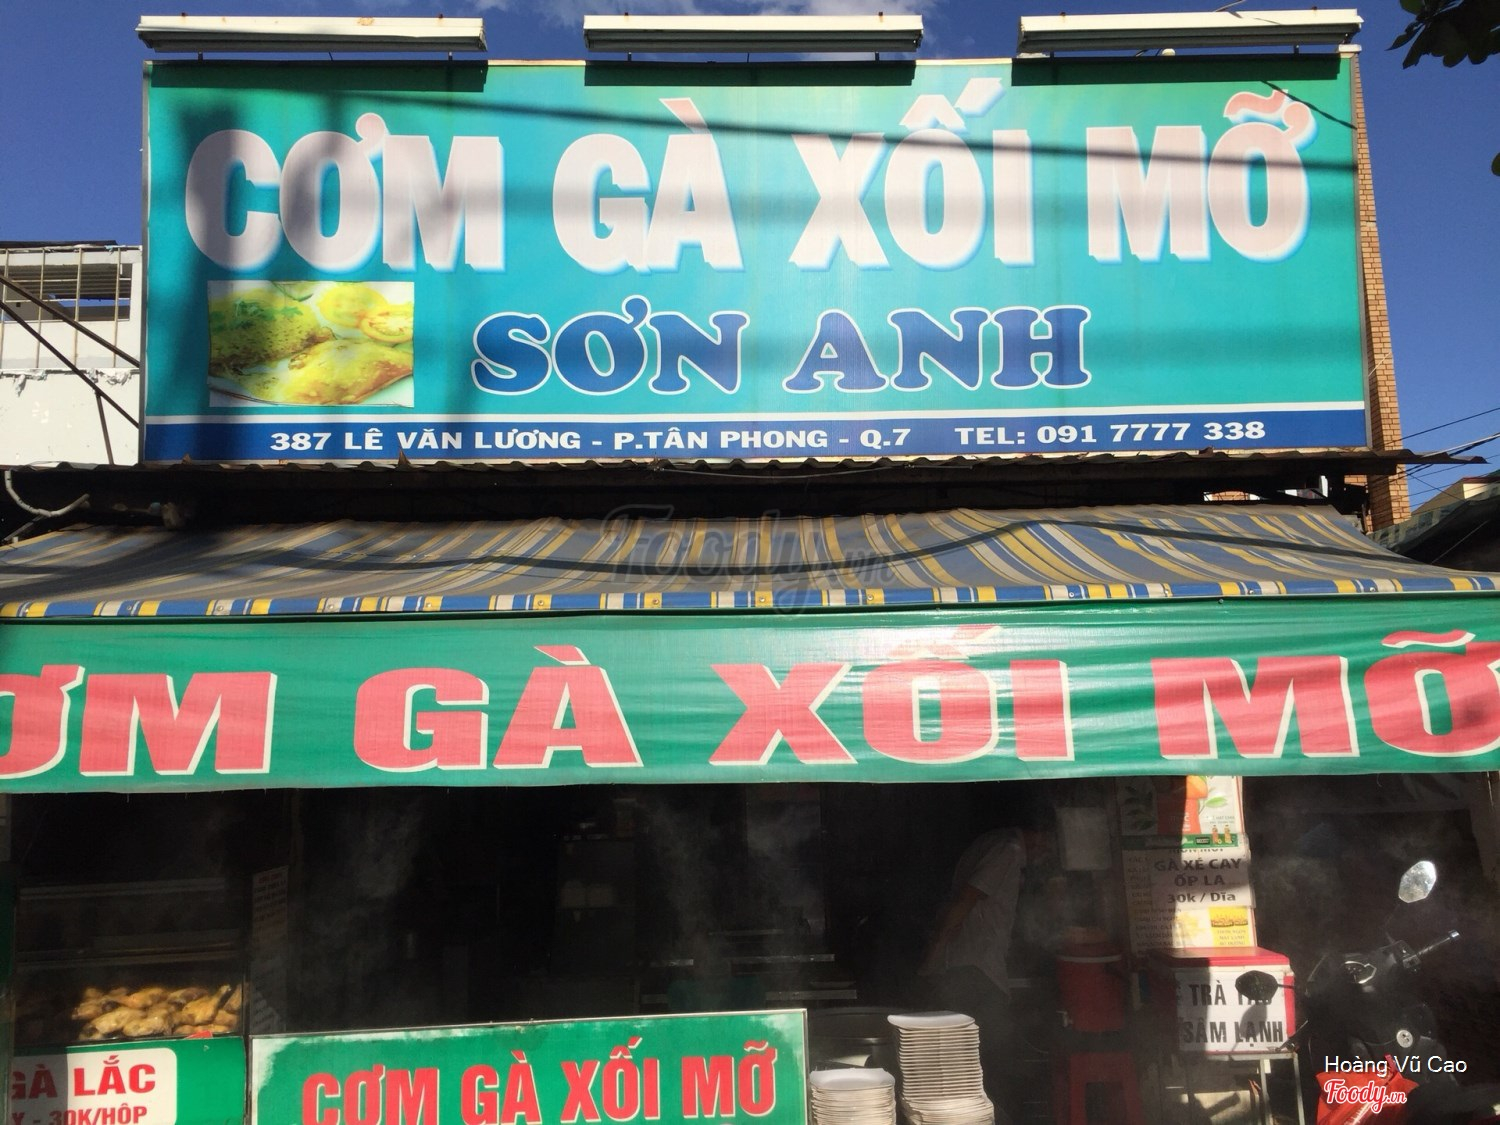 CƠM GÀ XỐI MỠ
SƠN ANH
387 LÊ VĂN LƯƠNG - P.TÂN PHONG - Q.7 TEL: 091 7777 338
Foody.vn
ƠM GÀ XỐI MỠ
GÀ XÉ CAY
ỐP LA
30k / Dĩa
TRÀ
SÂM LẠNH
GÀ LẮC
Y - 30K/HỘP
CƠM GÀ XỐI MỠ
Hoàng Vũ Cao
Foody.vn